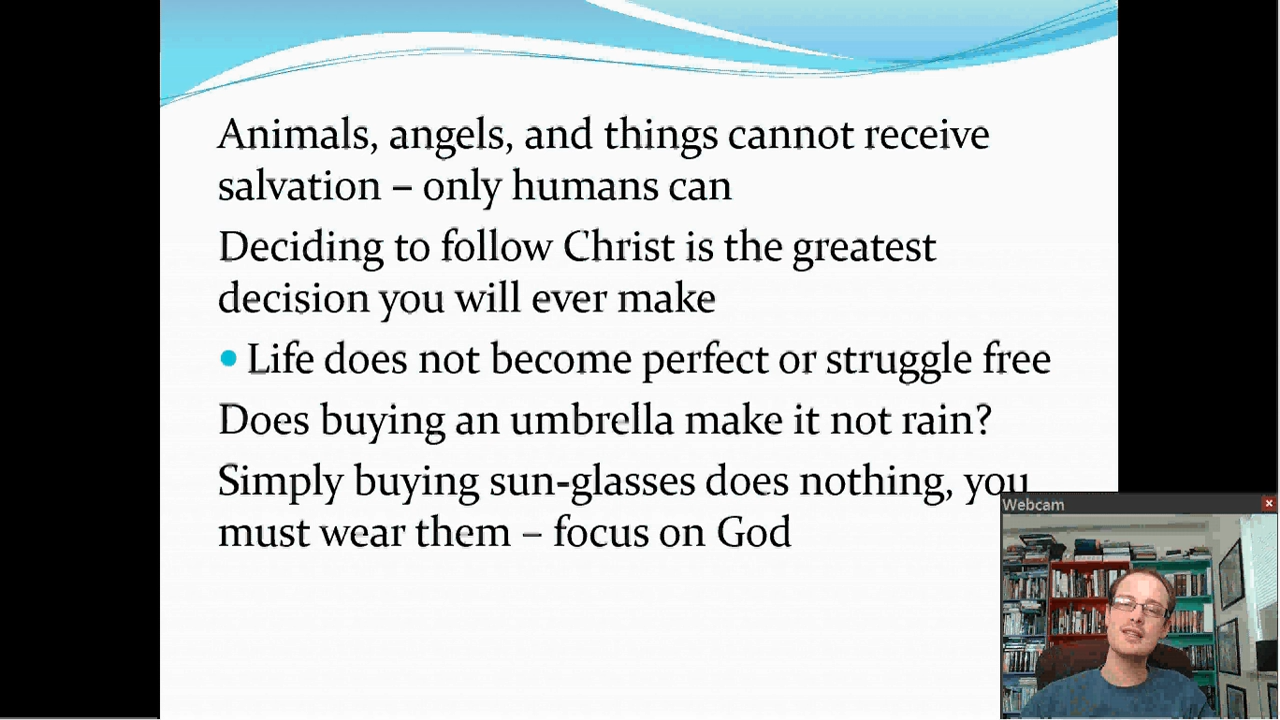 Animals, angels, and things cannot receive
salvation – only humans can
Deciding to follow Christ is the greatest
decision you will ever make
• Life does not become perfect or struggle free
Does buying an umbrella make it not rain?
Simply buying sun-glasses does nothing, you
must wear them – focus on God
Webcam